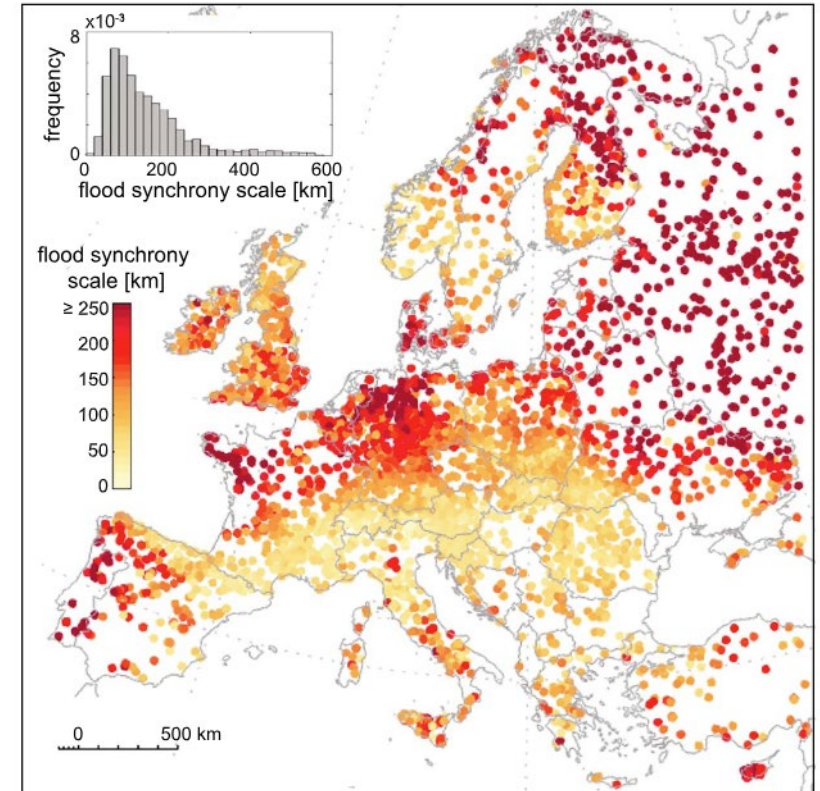 x10⁻³
8
frequency
0
0 200 400 600
flood synchrony scale [km]
flood synchrony
scale [km]
≥ 250
200
150
100
50
0
0 500 km